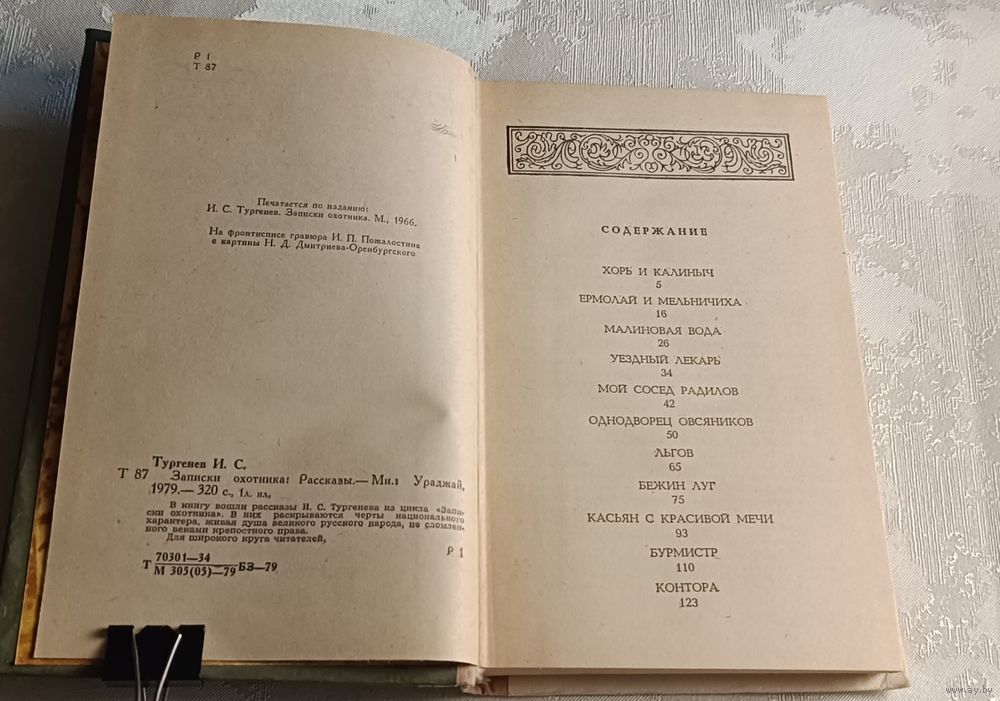 Р 1
Т 87
Печатается по изданию:
И. С. Тургенев. Записки охотника. М., 1966.
На фронтисписе гравюра И. П. Пожалостина
с картины Н. Д. Дмитриева-Оренбургского
Тургенев И. С.
Т 87 Записки охотника: Рассказы.— Мн.: Ураджай,
1979.— 320 с., 1л. ил.
В книгу вошли рассказы И. С. Тургенева из цикла «Запи-
ски охотника». В них раскрываются черты национального
характера, живая душа великого русского народа, не сломлен-
ного веками крепостного права.
Для широкого круга читателей.
Р 1
Т 70301—34
М 305(05)—79 БЗ—79
СОДЕРЖАНИЕ
ХОРЬ И КАЛИНЫЧ
5
ЕРМОЛАЙ И МЕЛЬНИЧИХА
16
МАЛИНОВАЯ ВОДА
26
УЕЗДНЫЙ ЛЕКАРЬ
34
МОЙ СОСЕД РАДИЛОВ
42
ОДНОДВОРЕЦ ОВСЯНИКОВ
50
ЛЬГОВ
65
БЕЖИН ЛУГ
75
КАСЬЯН С КРАСИВОЙ МЕЧИ
93
БУРМИСТР
110
КОНТОРА
123
www.ay.by